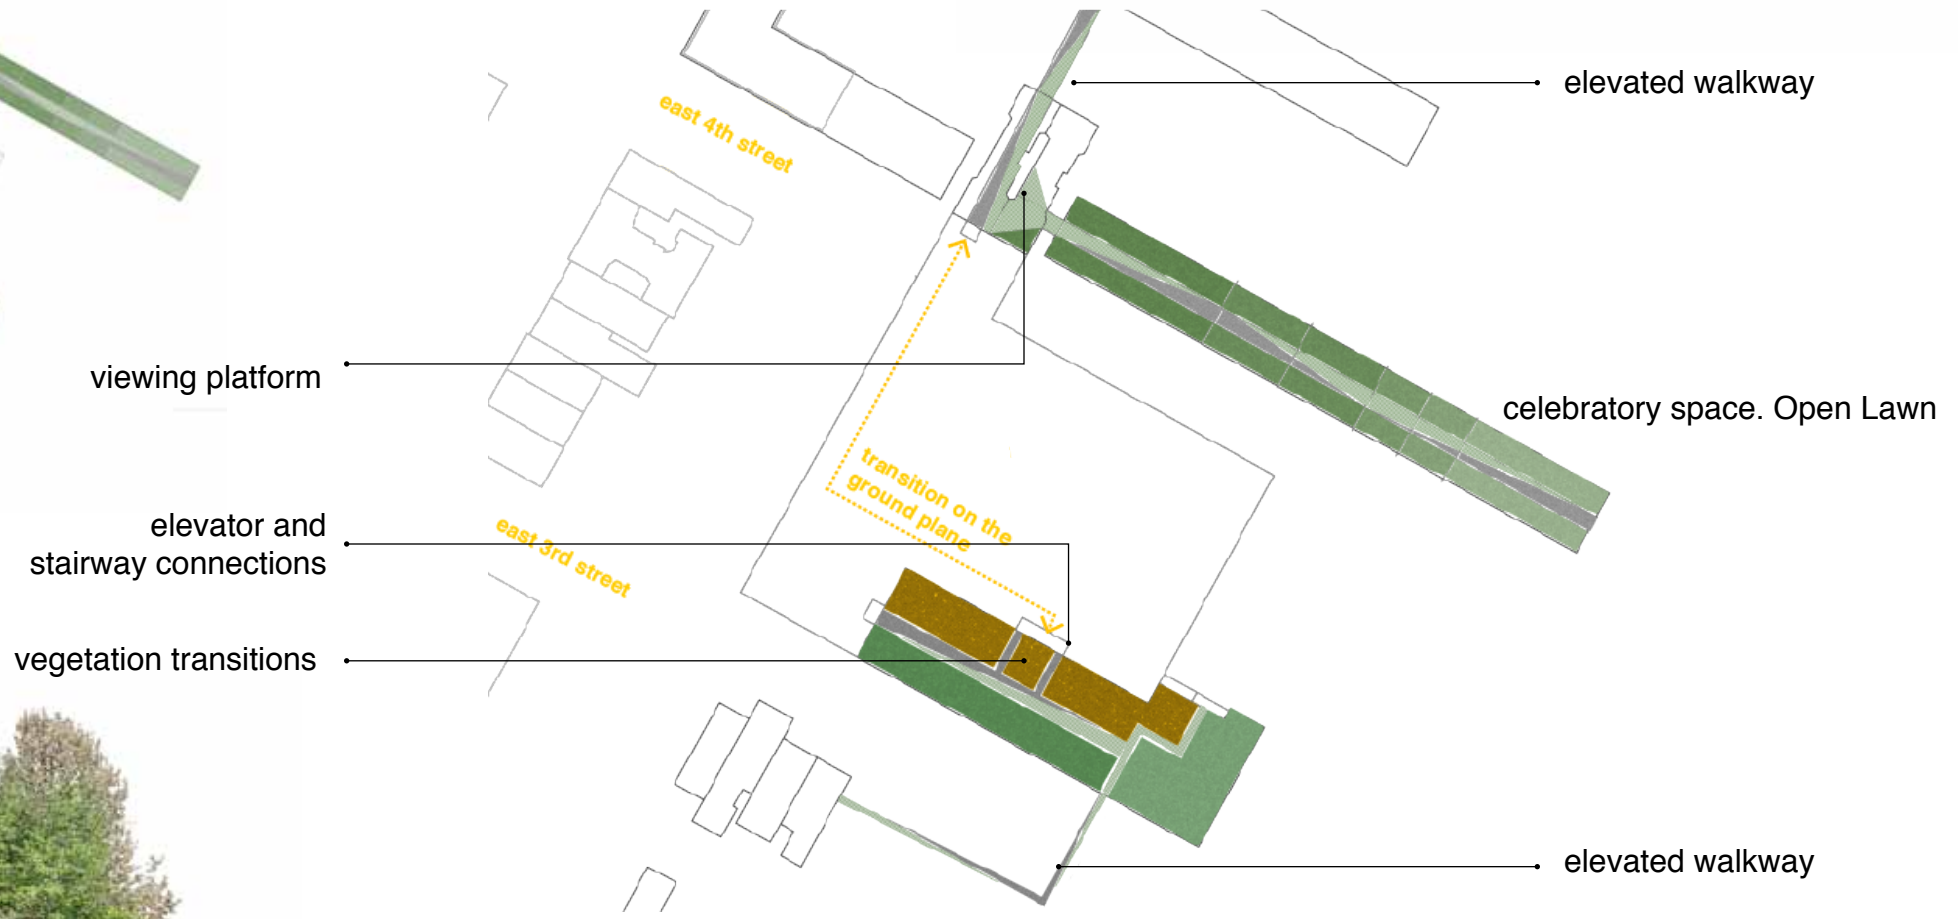 elevated walkway
east 4th street
viewing platform
celebratory space. Open Lawn
transition on the
ground plane
elevator and
stairway connections
east 3rd street
vegetation transitions
elevated walkway